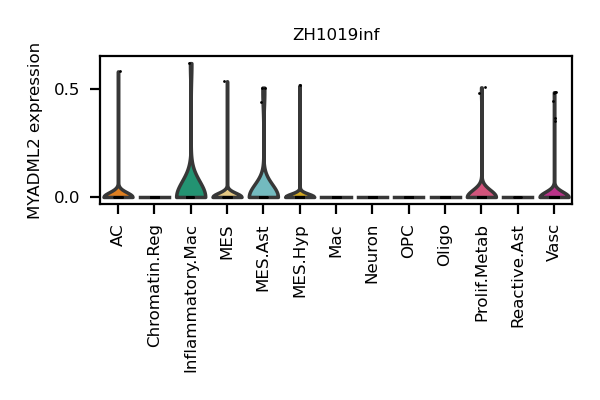 ZH1019inf
MYADML2 expression
0.5
0.0
AC
Chromatin.Reg
Inflammatory.Mac
MES
MES.Ast
MES.Hyp
Mac
Neuron
OPC
Oligo
Prolif.Metab
Reactive.Ast
Vasc